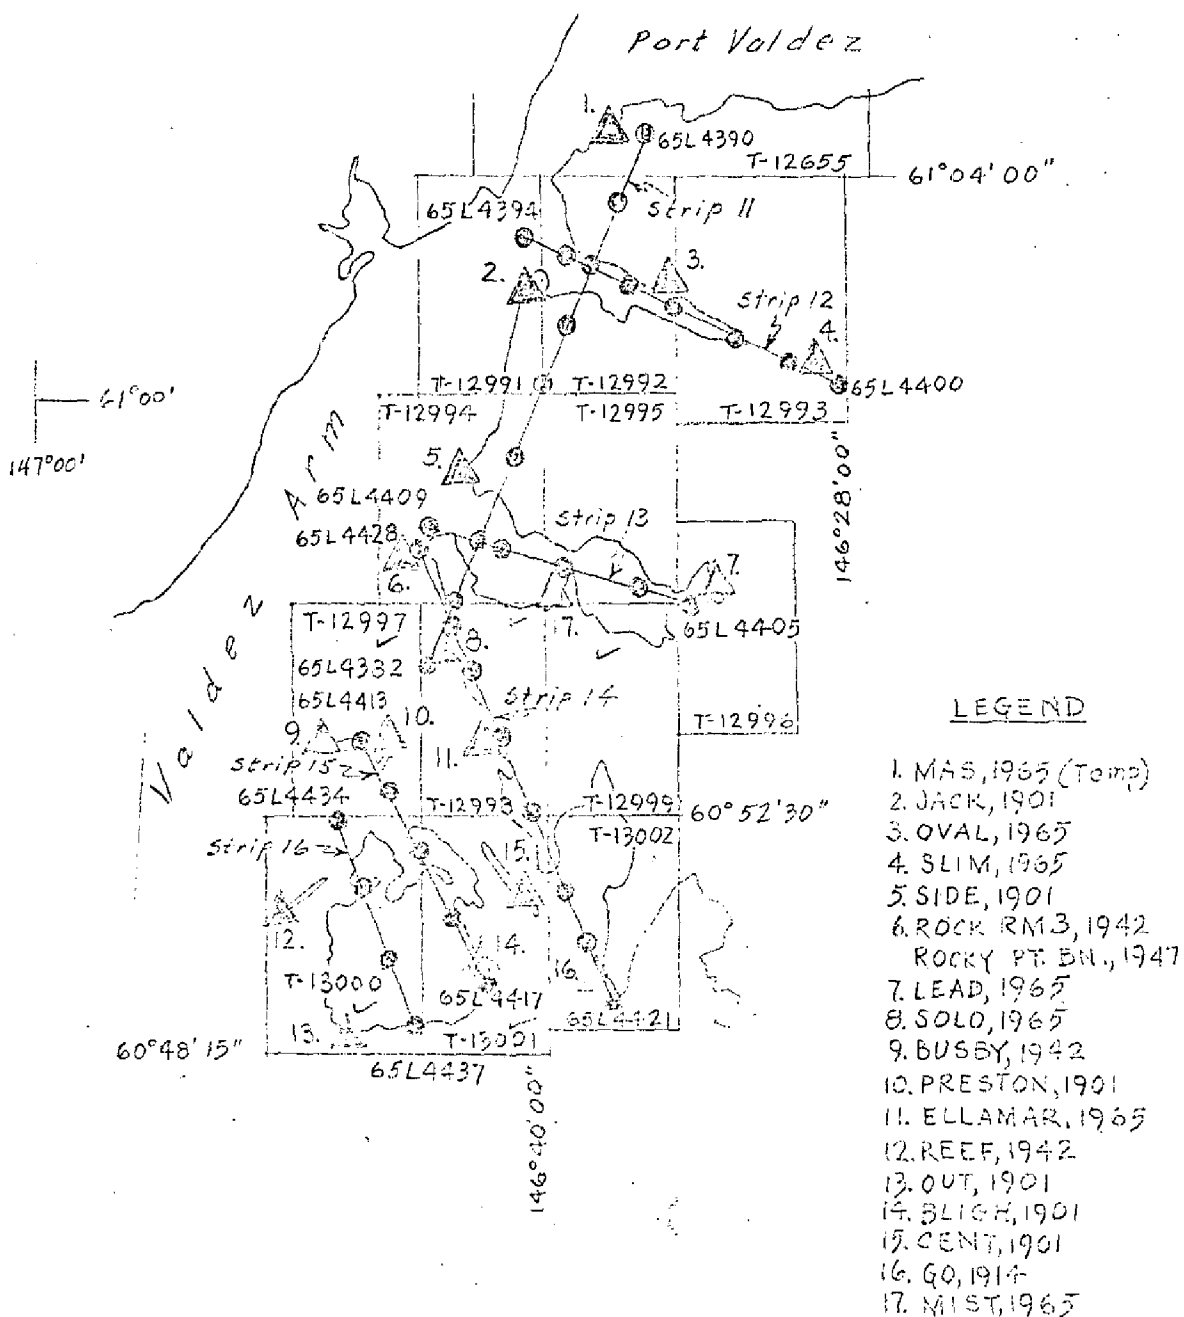 Port Valdez
1.
65L4390
T-12655
61°04'00"
65L4394
Strip 11
2.
3.
Strip 12
4.
T-12991
T-12992
65L4400
61°00'
T-12994
T-12995
T-12993
147°00'
Valdez Arm
5.
146°28'00"
65L4409
Strip 13
65L4428
6.
7.
17.
T-12997
65L4405
8.
65L4382
65L4413
Strip 14
T-12996
9.
10.
11.
Strip 15
65L4434
T-12998
T-12999
60°52'30"
T-13002
Strip 16
15.
12.
14.
T-13000
16.
65L4417
65L4421
13.
T-13001
60°48'15"
65L4437
146°40'00"
LEGEND
1. MAS, 1965 (Temp)
2. JACK, 1901
3. OVAL, 1965
4. SLIM, 1965
5. SIDE, 1901
6. ROCK RM3, 1942
ROCKY PT. BN., 1947
7. LEAD, 1965
8. SOLO, 1965
9. BUSBY, 1942
10. PRESTON, 1901
11. ELLAMAR, 1965
12. REEF, 1942
13. OUT, 1901
14. BLIGH, 1901
15. CENT, 1901
16. GO, 1914
17. MIST, 1965